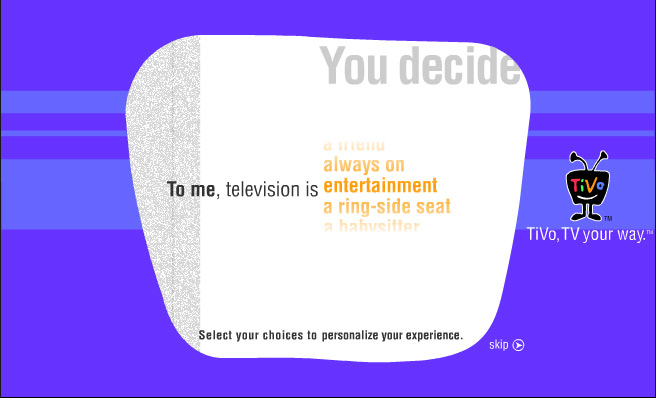 You decide
a friend
always on
To me, television is entertainment
a ring-side seat
a babysitter
TiVo
TM
TiVo, TV your way.™
Select your choices to personalize your experience.
skip